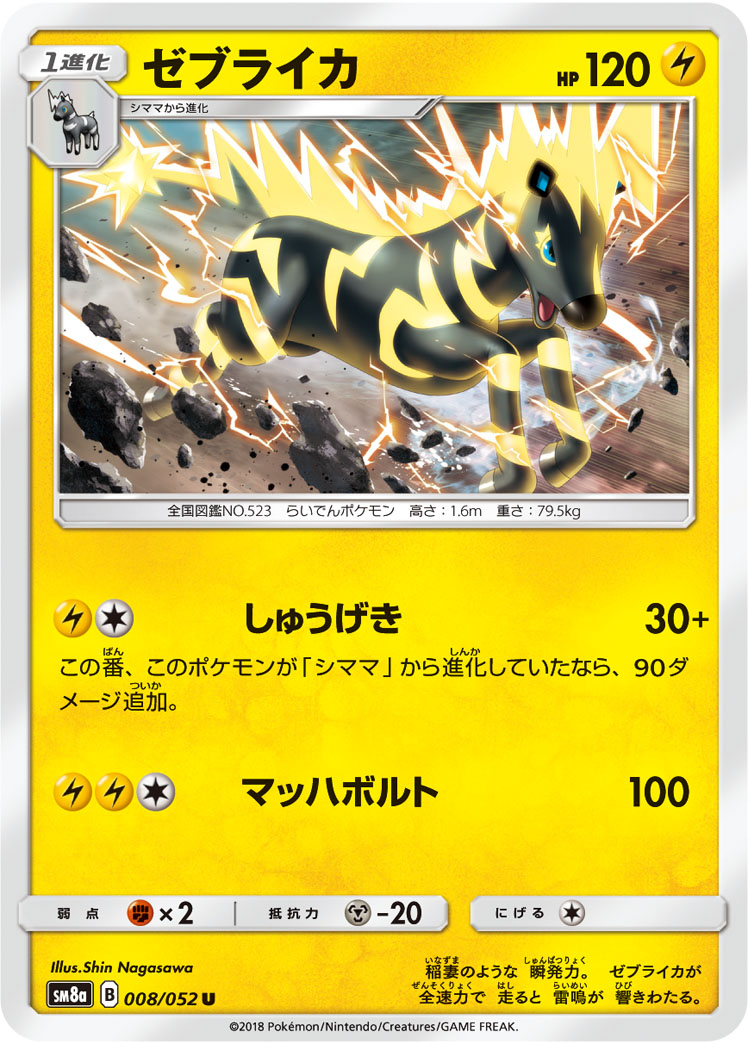 1進化
ゼブライカ
HP 120
シママから進化
全国図鑑NO.523 らいでんポケモン 高さ:1.6m 重さ:79.5kg
しゅうげき 30+
この番、このポケモンが「シママ」から進化していたなら、90ダ
メージ追加。
マッハボルト 100
弱点 ×2 抵抗力 -20 にげる
Illus.Shin Nagasawa
SM8a B 008/052 U
稲妻のような 瞬発力。 ゼブライカが
全速力で 走ると 雷鳴が 響きわたる。
©2018 Pokémon/Nintendo/Creatures/GAME FREAK.